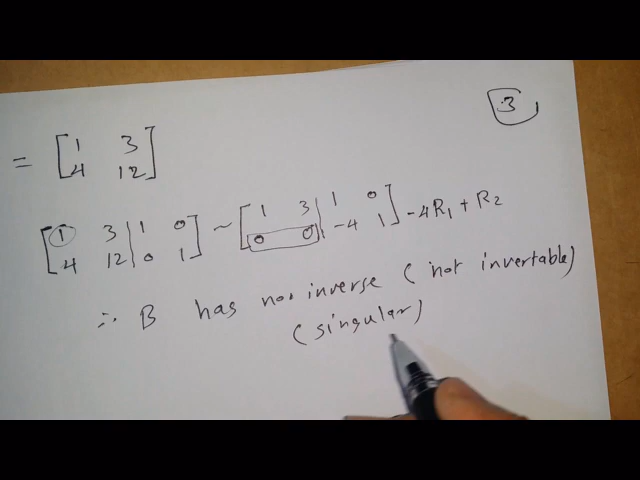 3
= [1 3
4 12]
[1 3 | 1 0
4 12 | 0 1] ~ [1 3 | 1 0
0 0 | -4 1] -4R₁ + R₂
∴ B has no inverse (not invertable)
(singular)